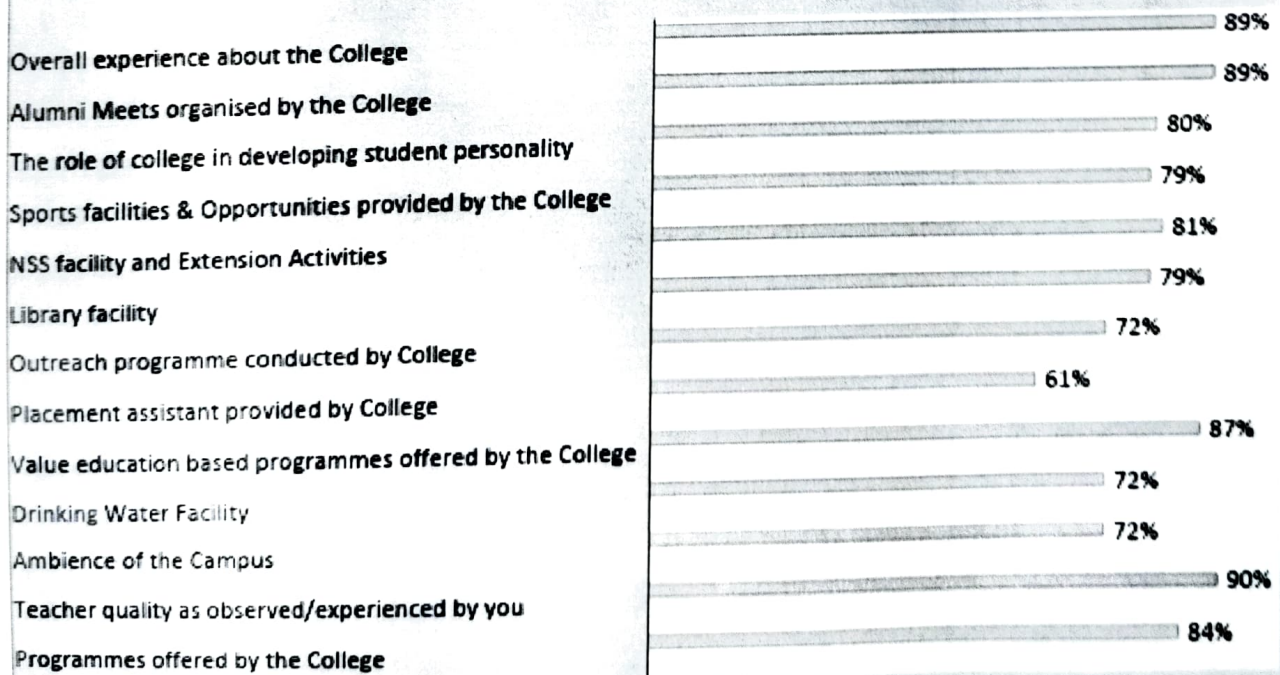 Overall experience about the College 89%
Alumni Meets organised by the College 89%
The role of college in developing student personality 80%
Sports facilities & Opportunities provided by the College 79%
NSS facility and Extension Activities 81%
Library facility 79%
Outreach programme conducted by College 72%
Placement assistant provided by College 61%
Value education based programmes offered by the College 87%
Drinking Water Facility 72%
Ambience of the Campus 72%
Teacher quality as observed/experienced by you 90%
Programmes offered by the College 84%